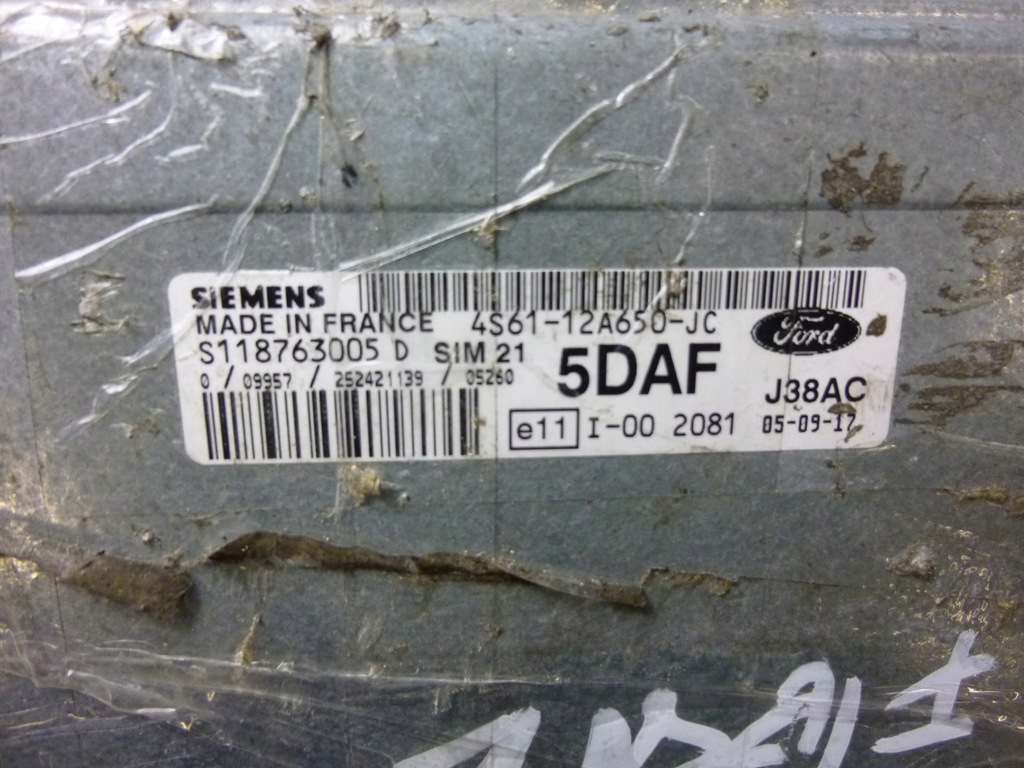 SIEMENS
MADE IN FRANCE 4S61-12A650-JC
Ford
S118763005 D SIM 21
5DAF
0 / 09957 / 252421139 / 05260
J38AC
e11 I-00 2081 05-09-17